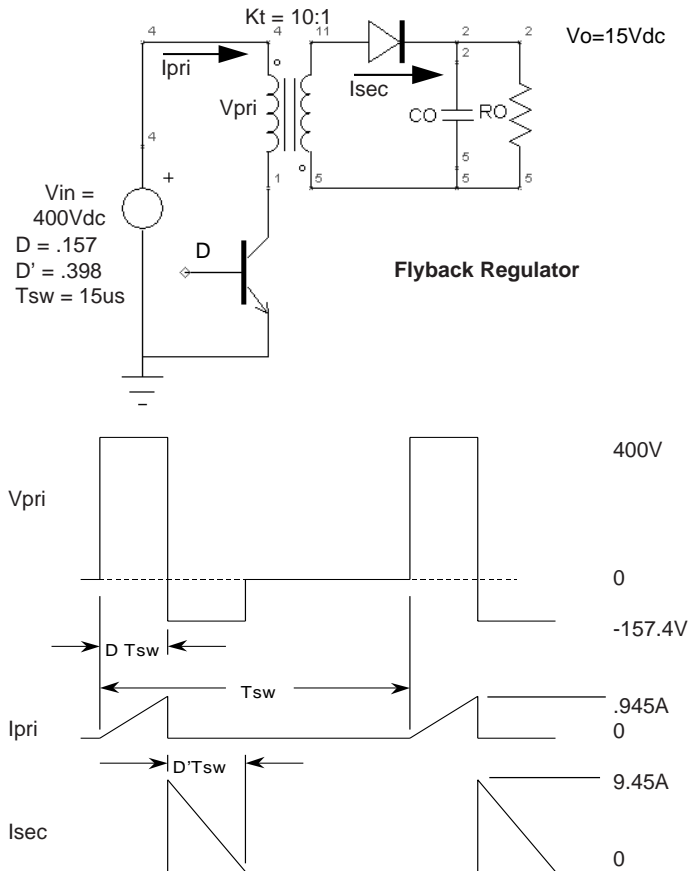 Kt = 10:1
4
4
11
2
2
Vo=15Vdc
Ipri
2
Isec
Vpri
CO
RO
4
5
+
1
5
5
5
Vin =
400Vdc
D = .157
D' = .398
Tsw = 15us
D
Flyback Regulator
400V
Vpri
0
-157.4V
D Tsw
Tsw
.945A
Ipri
0
D'Tsw
9.45A
Isec
0